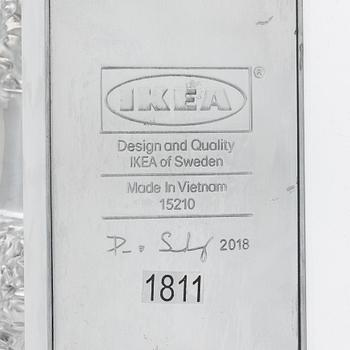 IKEA ®
Design and Quality
IKEA of Sweden
Made In Vietnam
15210
2018
1811